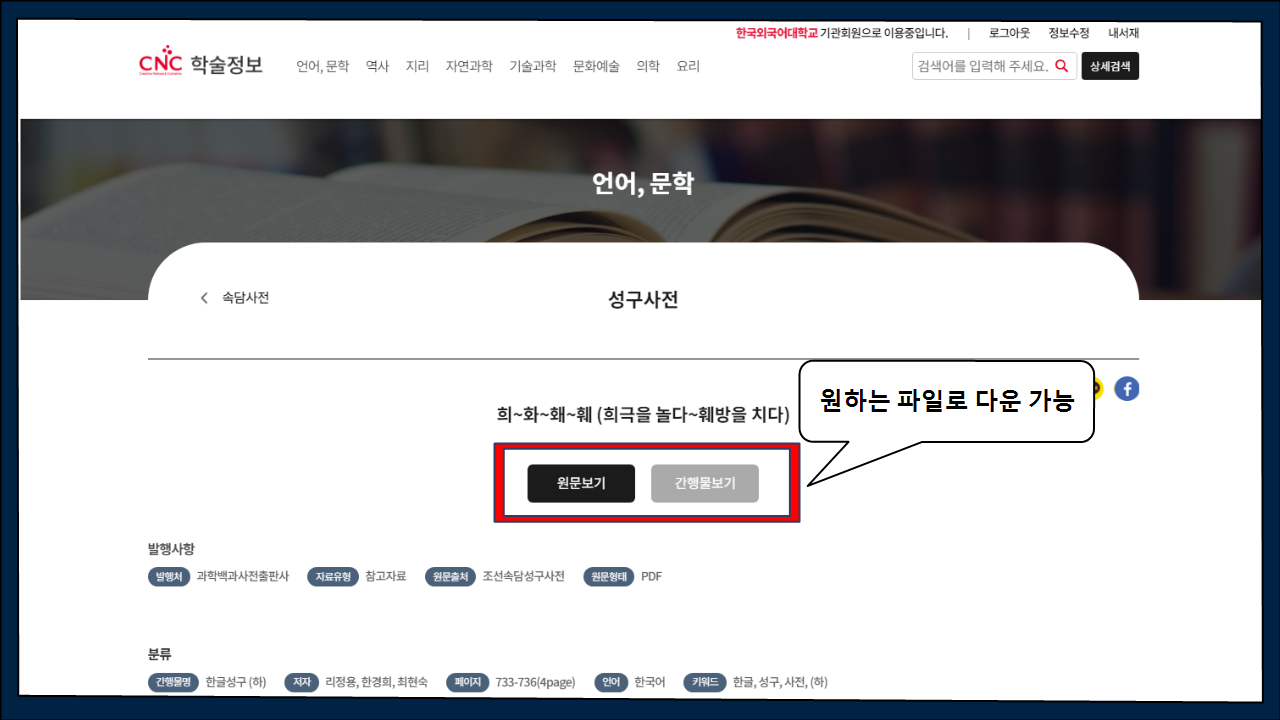 한국외국어대학교 기관회원으로 이용중입니다. | 로그아웃 정보수정 내서재
CNC 학술정보 언어, 문학 역사 지리 자연과학 기술과학 문화예술 의학 요리 검색어를 입력해 주세요. 상세검색
언어, 문학
< 속담사전 성구사전
원하는 파일로 다운 가능
희~화~홰~훼 (희극을 놀다~훼방을 치다)
원문보기 간행물보기
발행사항
발행처 과학백과사전출판사 자료유형 참고자료 원문출처 조선속담성구사전 원문형태 PDF
분류
간행물명 한글성구 (하) 저자 리정용, 한경희, 최현숙 페이지 733-736(4page) 언어 한국어 키워드 한글, 성구, 사전, (하)